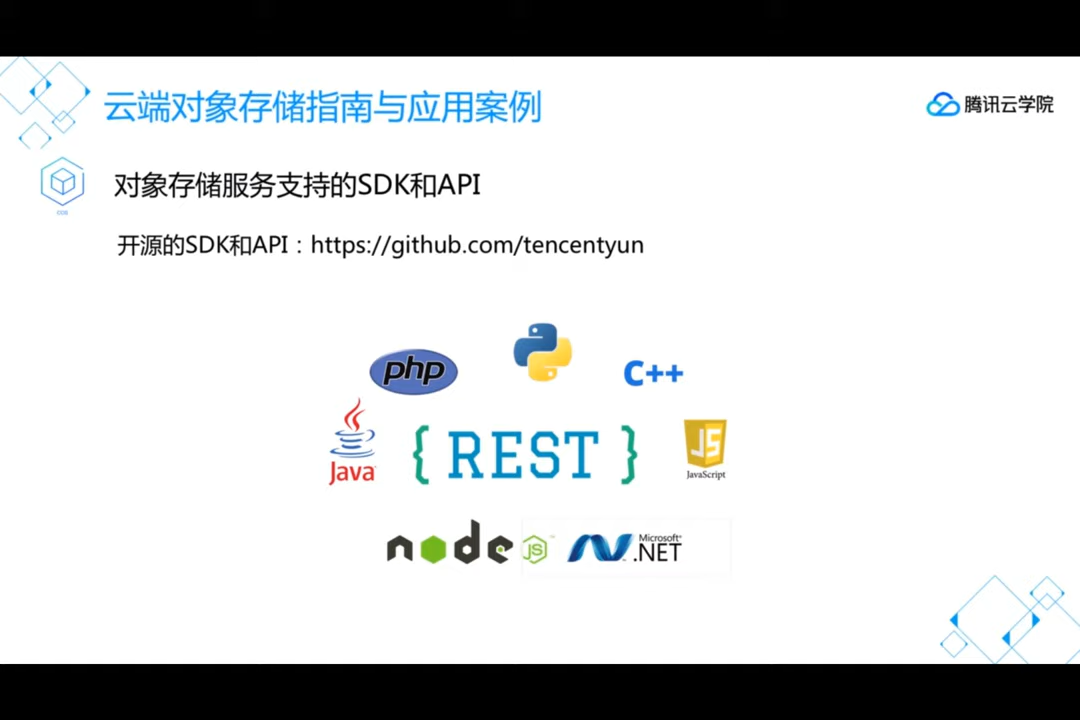 云端对象存储指南与应用案例
腾讯云学院
COS
对象存储服务支持的SDK和API
开源的SDK和API：https://github.com/tencentyun
php
C++
Java
{ REST }
JS
JavaScript
node
JS
Microsoft®
.NET